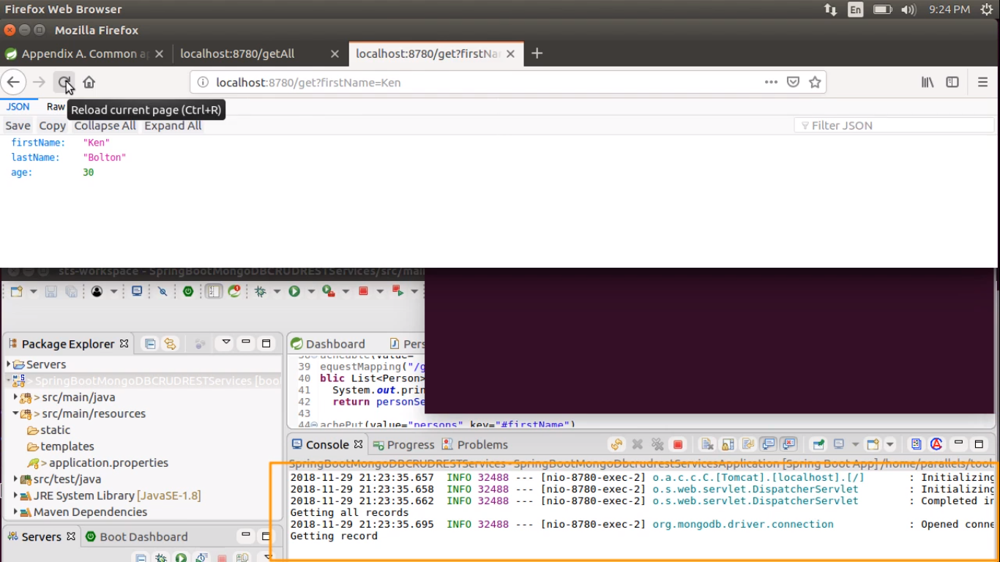 Firefox Web Browser En 9:24 PM
Mozilla Firefox
Appendix A. Common ap localhost:8780/getAll localhost:8780/get?firstNa
localhost:8780/get?firstName=Ken
JSON Raw
Reload current page (Ctrl+R)
Save Copy Collapse All Expand All Filter JSON
firstName: "Ken"
lastName: "Bolton"
age: 30
sts-workspace - SpringBootMongoDBCRUDRESTServices/src/mai
Package Explorer Dashboard Pers
Servers
39 equestMapping("/g
> SpringBootMongoDBCRUDRESTServices [boo
40 blic List<Person>
41 System.out.prin
> src/main/java
42 return personSe
> src/main/resources
43
static
44 achePut(value="persons" key="#firstName")
templates
Console Progress Problems
> application.properties
SpringBootMongoDBCRUDRESTServices - SpringBootMongoDbcrudrestServicesApplication [Spring Boot App] /home/parallels/tool
src/test/java
2018-11-29 21:23:35.657 INFO 32488 --- [nio-8780-exec-2] o.a.c.c.C.[Tomcat].[localhost].[/] : Initializing
JRE System Library [JavaSE-1.8]
2018-11-29 21:23:35.658 INFO 32488 --- [nio-8780-exec-2] o.s.web.servlet.DispatcherServlet : Initializing
2018-11-29 21:23:35.662 INFO 32488 --- [nio-8780-exec-2] o.s.web.servlet.DispatcherServlet : Completed in
Maven Dependencies
Getting all records
2018-11-29 21:23:35.695 INFO 32488 --- [nio-8780-exec-2] org.mongodb.driver.connection : Opened conne
Servers Boot Dashboard
Getting record